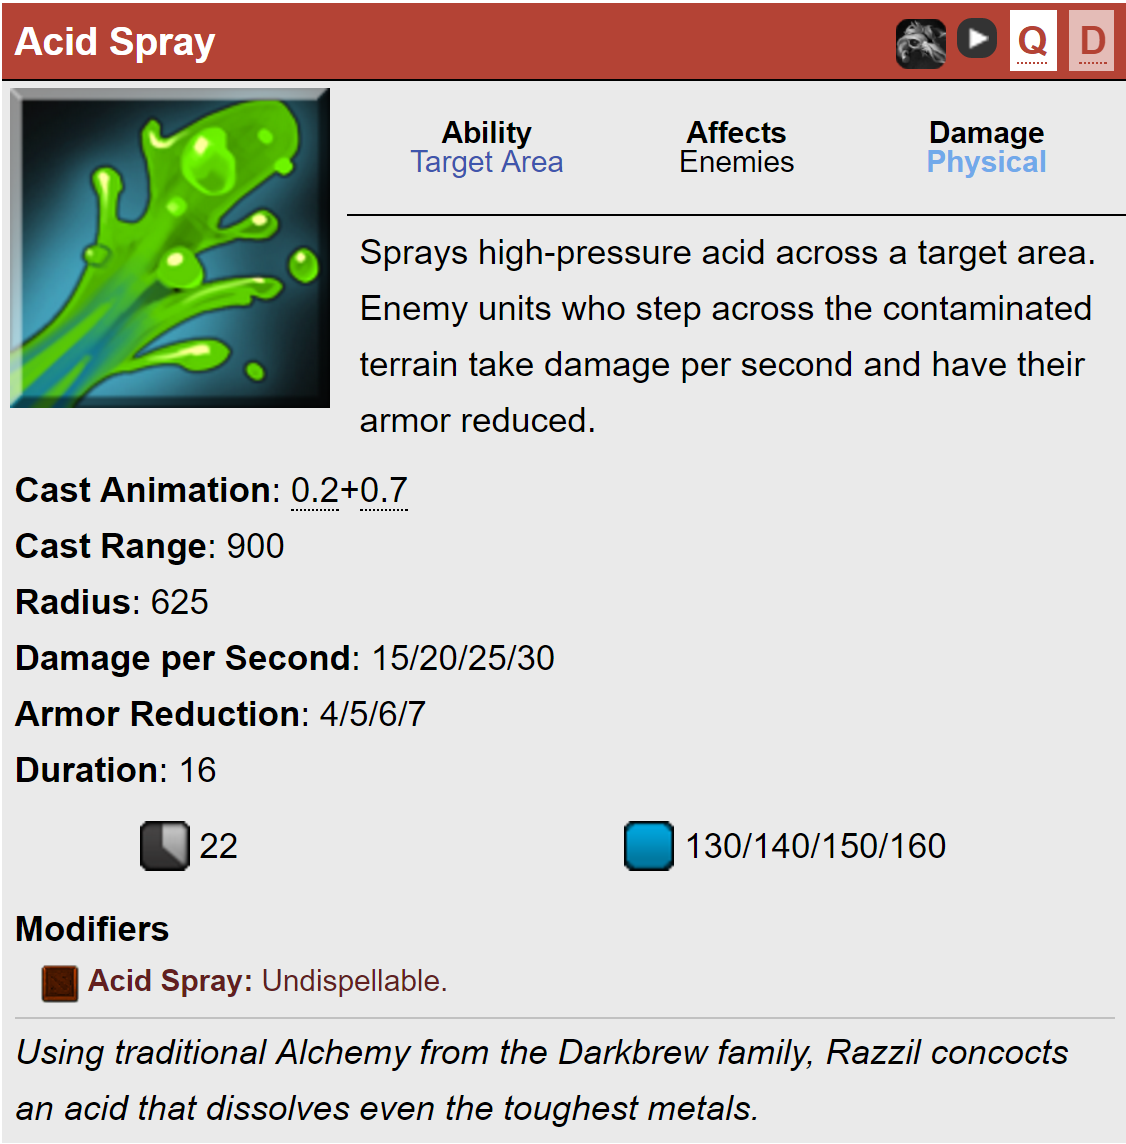 Acid Spray Q D
Ability Affects Damage
Target Area Enemies Physical
Sprays high-pressure acid across a target area.
Enemy units who step across the contaminated
terrain take damage per second and have their
armor reduced.
Cast Animation: 0.2+0.7
Cast Range: 900
Radius: 625
Damage per Second: 15/20/25/30
Armor Reduction: 4/5/6/7
Duration: 16
22 130/140/150/160
Modifiers
Acid Spray: Undispellable.
Using traditional Alchemy from the Darkbrew family, Razzil concocts
an acid that dissolves even the toughest metals.